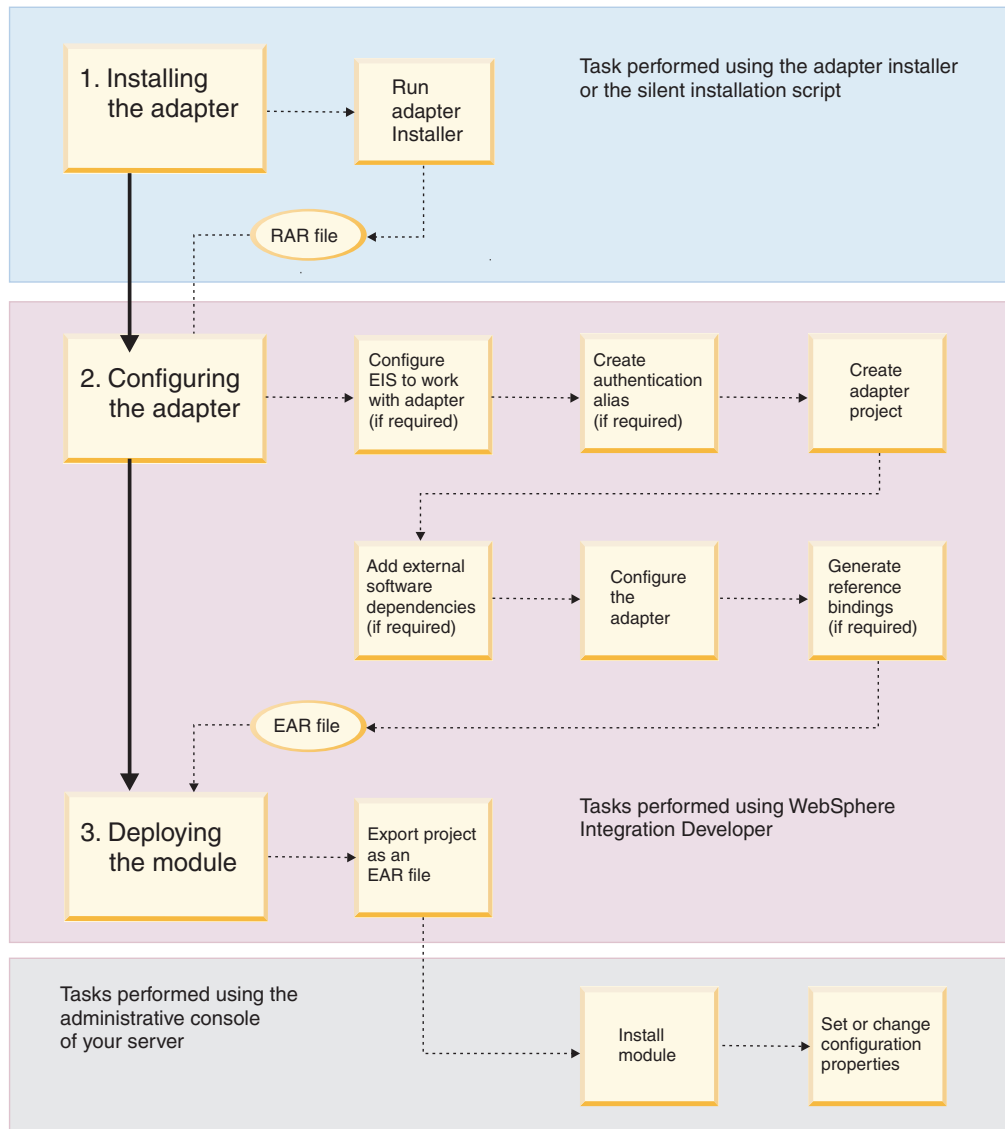 1. Installing
the adapter
Run
adapter
Installer
Task performed using the adapter installer
or the silent installation script
RAR file
2. Configuring
the adapter
Configure
EIS to work
with adapter
(if required)
Create
authentication
alias
(if required)
Create
adapter
project
Add external
software
dependencies
(if required)
Configure
the
adapter
Generate
reference
bindings
(if required)
EAR file
3. Deploying
the module
Export project
as an
EAR file
Tasks performed using WebSphere
Integration Developer
Tasks performed using the
administrative console
of your server
Install
module
Set or change
configuration
properties